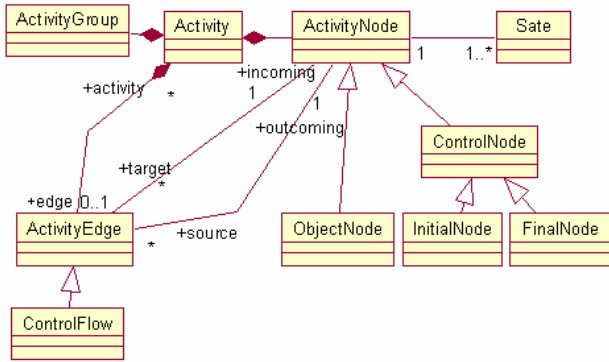 ActivityGroup
Activity
ActivityNode
Sate
1
1..*
+incoming
1
1
+activity
*
+outcoming
ControlNode
+target
*
+edge 0..1
ActivityEdge
*
+source
ObjectNode
InitialNode
FinalNode
ControlFlow